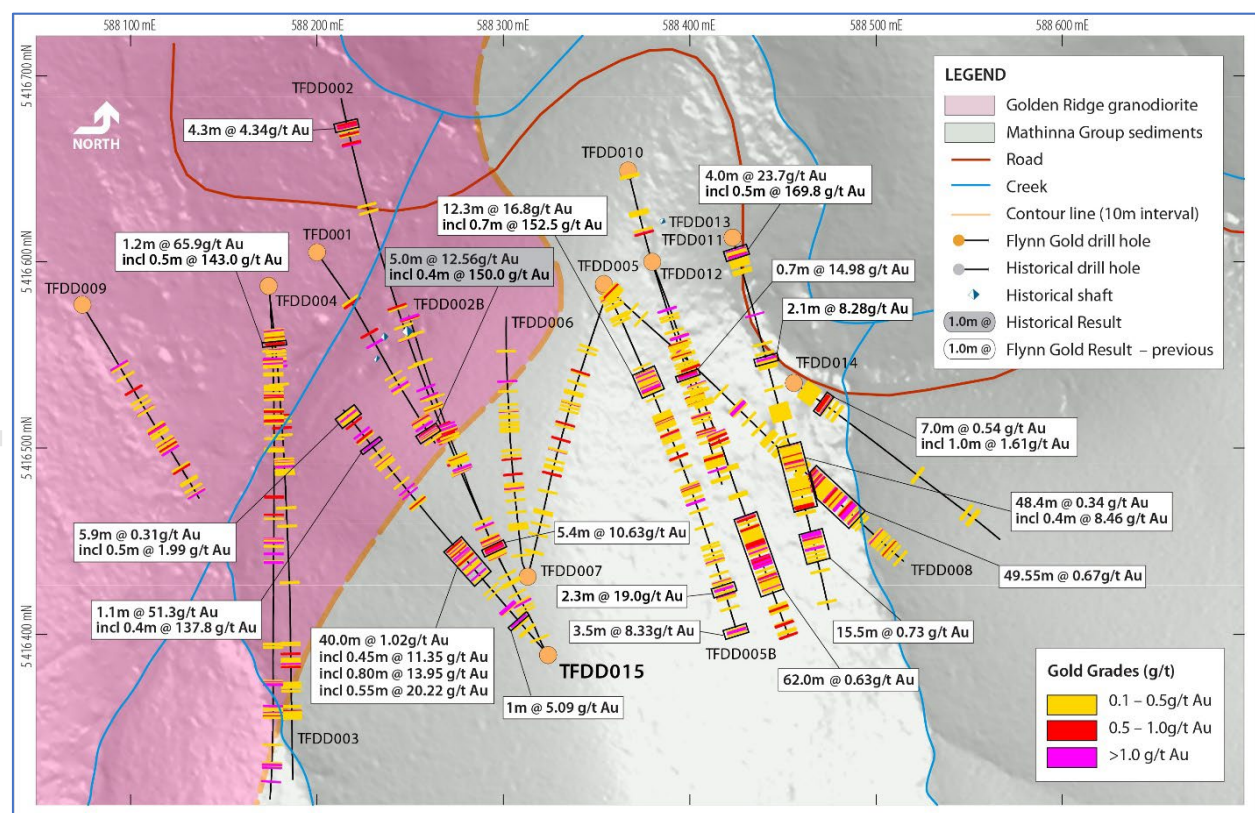 588 100 mE
588 200 mE
588 300 mE
588 400 mE
588 500 mE
588 600 mE
5 416 700 mN
5 416 600 mN
5 416 500 mN
5 416 400 mN
NORTH
TFDD002
4.3m @ 4.34g/t Au
TFDD010
4.0m @ 23.7g/t Au
incl 0.5m @ 169.8 g/t Au
12.3m @ 16.8g/t Au
incl 0.7m @ 152.5 g/t Au
TFDD013
TFDD011
1.2m @ 65.9g/t Au
incl 0.5m @ 143.0 g/t Au
TFD001
5.0m @ 12.56g/t Au
incl 0.4m @ 150.0 g/t Au
TFDD005
TFDD012
0.7m @ 14.98 g/t Au
TFDD009
TFDD004
TFDD002B
TFDD006
2.1m @ 8.28g/t Au
TFDD014
7.0m @ 0.54 g/t Au
incl 1.0m @ 1.61g/t Au
48.4m @ 0.34 g/t Au
incl 0.4m @ 8.46 g/t Au
5.9m @ 0.31g/t Au
incl 0.5m @ 1.99 g/t Au
5.4m @ 10.63g/t Au
TFDD007
TFDD008
49.55m @ 0.67g/t Au
1.1m @ 51.3g/t Au
incl 0.4m @ 137.8 g/t Au
2.3m @ 19.0g/t Au
40.0m @ 1.02g/t Au
incl 0.45m @ 11.35 g/t Au
incl 0.80m @ 13.95 g/t Au
incl 0.55m @ 20.22 g/t Au
3.5m @ 8.33g/t Au
15.5m @ 0.73 g/t Au
TFDD005B
TFDD015
62.0m @ 0.63g/t Au
1m @ 5.09 g/t Au
TFDD003
LEGEND
Golden Ridge granodiorite
Mathinna Group sediments
Road
Creek
Contour line (10m interval)
Flynn Gold drill hole
Historical drill hole
Historical shaft
1.0m @ Historical Result
1.0m @ Flynn Gold Result – previous
Gold Grades (g/t)
0.1 – 0.5g/t Au
0.5 – 1.0g/t Au
>1.0 g/t Au